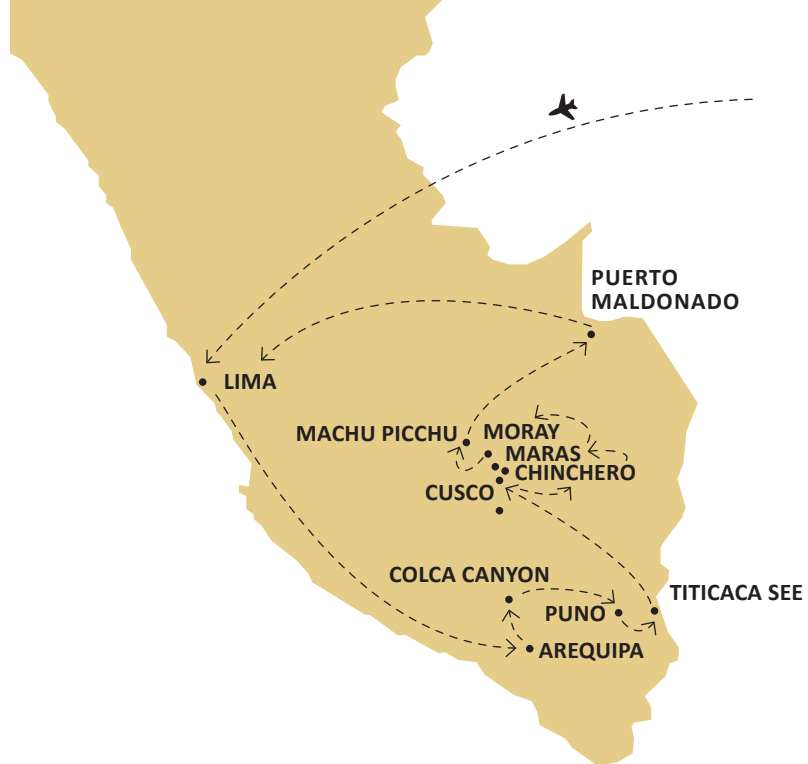 PUERTO
MALDONADO
LIMA
MACHU PICCHU
MORAY
MARAS
CHINCHERO
CUSCO
COLCA CANYON
PUNO
TITICACA SEE
AREQUIPA